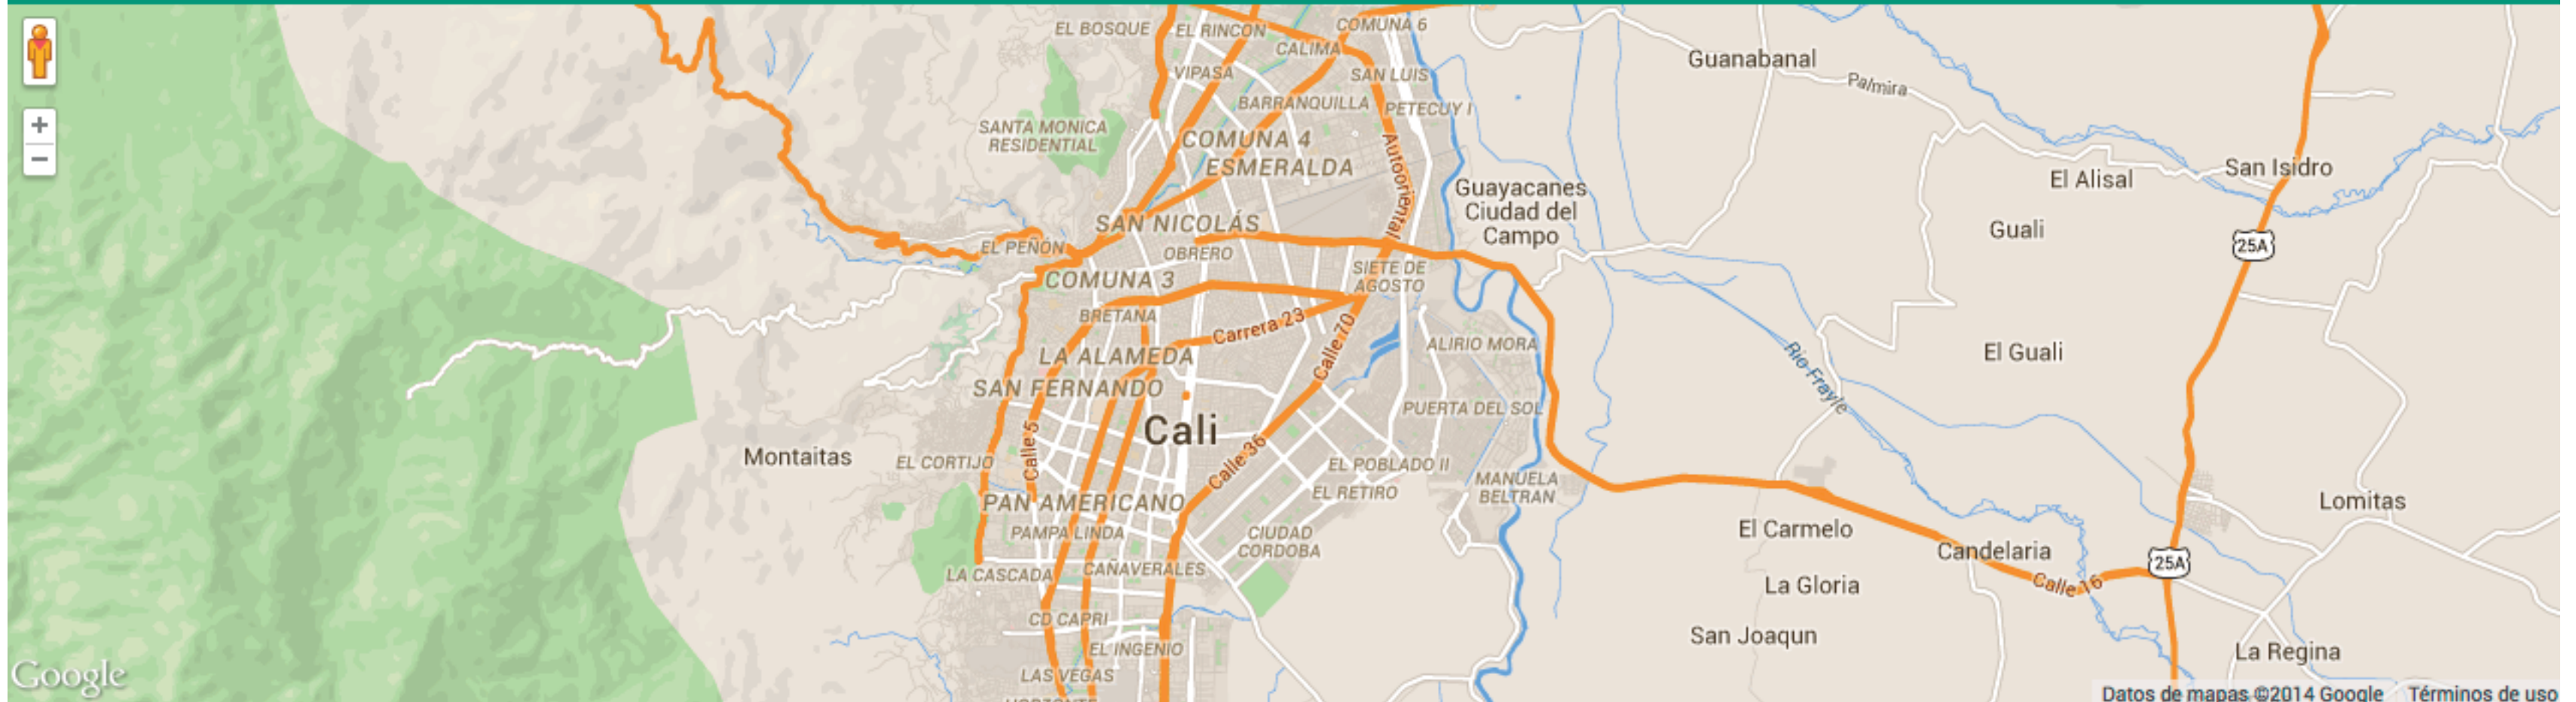 EL BOSQUE
EL RINCON
COMUNA 6
CALIMA
VIPASA
SAN LUIS
Guanabanal
Palmira
BARRANQUILLA
PETECUY I
SANTA MONICA
RESIDENTIAL
COMUNA 4
ESMERALDA
Autooriental
San Isidro
El Alisal
Guayacanes
Ciudad del
Campo
SAN NICOLÁS
Guali
25A
EL PEÑÓN
OBRERO
COMUNA 3
SIETE DE
AGOSTO
BRETANA
Carrera 23
Calle 70
ALIRIO MORA
LA ALAMEDA
El Guali
Rio Frayle
SAN FERNANDO
PUERTA DEL SOL
Cali
Calle 5
Montaitas
EL CORTIJO
Calle 36
EL POBLADO II
EL RETIRO
MANUELA
BELTRAN
PAN AMERICANO
Lomitas
PAMPA LINDA
CIUDAD
CORDOBA
El Carmelo
Candelaria
25A
LA CASCADA
CAÑAVERALES
La Gloria
Calle 16
CD CAPRI
San Joaqun
EL INGENIO
La Regina
LAS VEGAS
HORIZONTE
Google
Datos de mapas ©2014 Google
Términos de uso